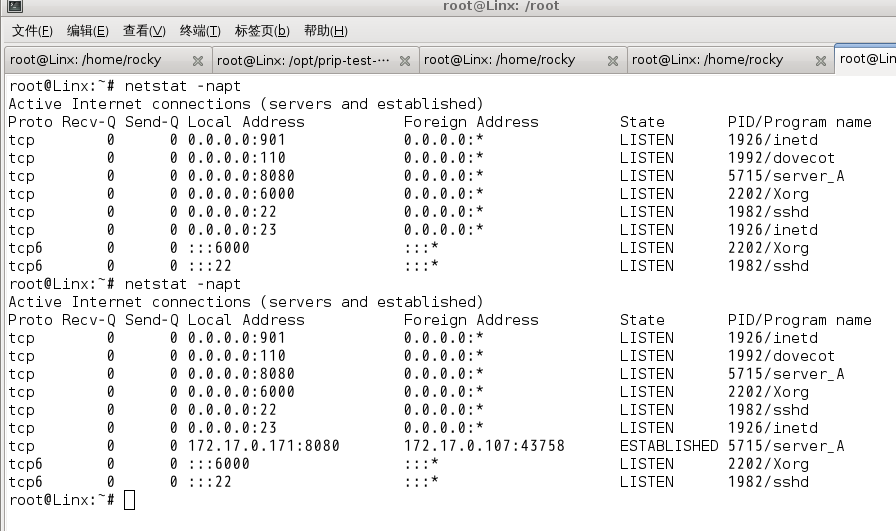 root@Linx: /root
文件(F) 编辑(E) 查看(V) 终端(T) 标签页(b) 帮助(H)
root@Linx: /home/rocky root@Linx: /opt/prip-test-··· root@Linx: /home/rocky root@Linx: /home/rocky root@Lin
root@Linx:~# netstat -napt
Active Internet connections (servers and established)
Proto Recv-Q Send-Q Local Address           Foreign Address         State       PID/Program name
tcp        0      0 0.0.0.0:901             0.0.0.0:*               LISTEN      1926/inetd
tcp        0      0 0.0.0.0:110             0.0.0.0:*               LISTEN      1992/dovecot
tcp        0      0 0.0.0.0:8080            0.0.0.0:*               LISTEN      5715/server_A
tcp        0      0 0.0.0.0:6000            0.0.0.0:*               LISTEN      2202/Xorg
tcp        0      0 0.0.0.0:22              0.0.0.0:*               LISTEN      1982/sshd
tcp        0      0 0.0.0.0:23              0.0.0.0:*               LISTEN      1926/inetd
tcp6       0      0 :::6000                 :::*                    LISTEN      2202/Xorg
tcp6       0      0 :::22                   :::*                    LISTEN      1982/sshd
root@Linx:~# netstat -napt
Active Internet connections (servers and established)
Proto Recv-Q Send-Q Local Address           Foreign Address         State       PID/Program name
tcp        0      0 0.0.0.0:901             0.0.0.0:*               LISTEN      1926/inetd
tcp        0      0 0.0.0.0:110             0.0.0.0:*               LISTEN      1992/dovecot
tcp        0      0 0.0.0.0:8080            0.0.0.0:*               LISTEN      5715/server_A
tcp        0      0 0.0.0.0:6000            0.0.0.0:*               LISTEN      2202/Xorg
tcp        0      0 0.0.0.0:22              0.0.0.0:*               LISTEN      1982/sshd
tcp        0      0 0.0.0.0:23              0.0.0.0:*               LISTEN      1926/inetd
tcp        0      0 172.17.0.171:8080       172.17.0.107:43758      ESTABLISHED 5715/server_A
tcp6       0      0 :::6000                 :::*                    LISTEN      2202/Xorg
tcp6       0      0 :::22                   :::*                    LISTEN      1982/sshd
root@Linx:~#